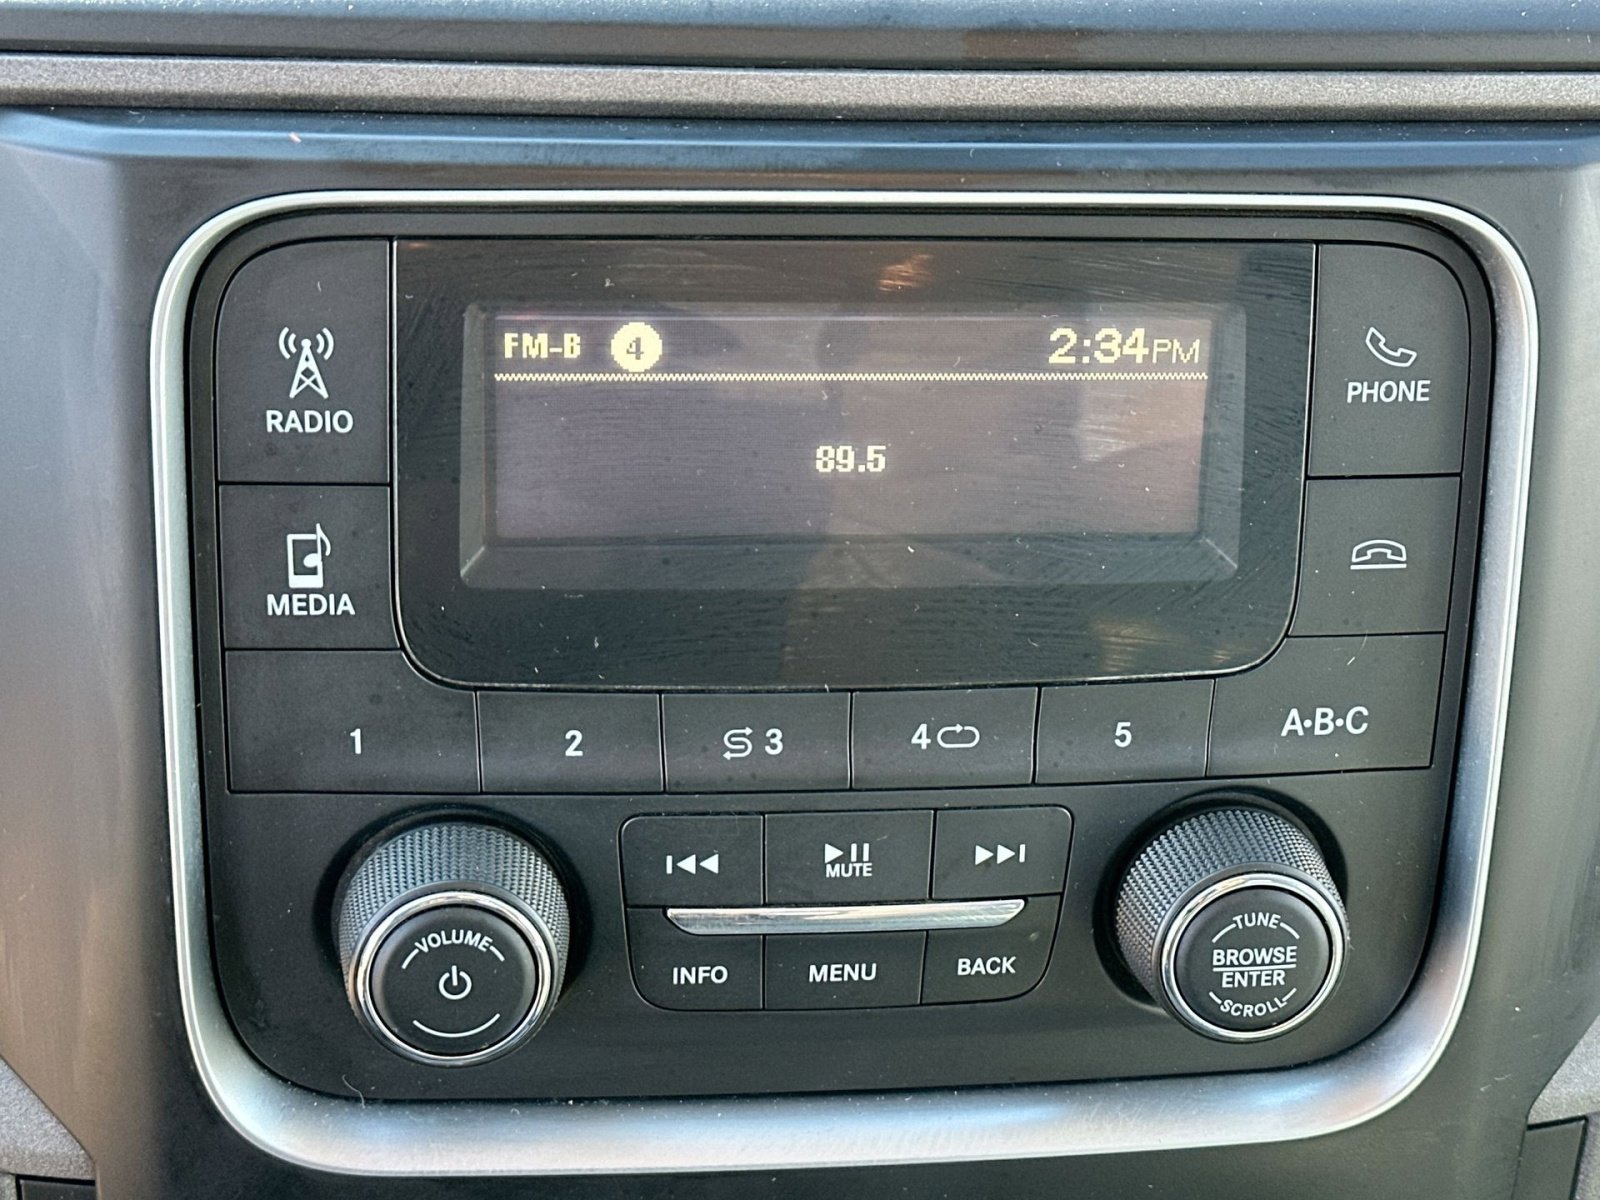 FM-B 4 2:34PM
89.5
RADIO
MEDIA
PHONE
1 2 3 4 5 A•B•C
VOLUME
MUTE
INFO MENU BACK
TUNE
BROWSE
ENTER
SCROLL